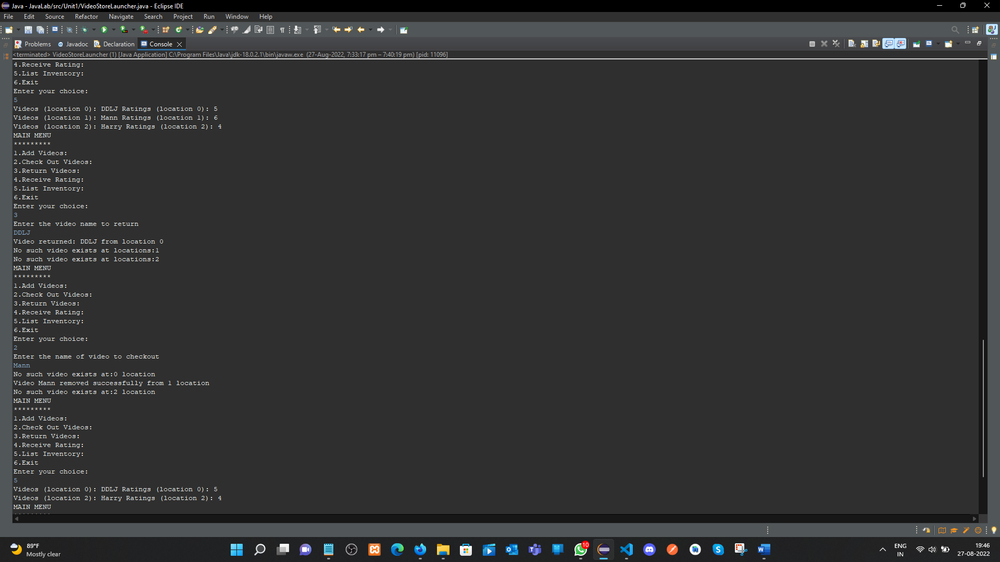 Java - JavaLab/src/Unit1/VideoStoreLauncher.java - Eclipse IDE
File Edit Source Refactor Navigate Search Project Run Window Help
Problems Javadoc Declaration Console
<terminated> VideoStoreLauncher (1) [Java Application] C:\Program Files\Java\jdk-18.0.2.1\bin\javaw.exe (27-Aug-2022, 7:33:17 pm – 7:40:19 pm) [pid: 11096]
4.Receive Rating:
5.List Inventory:
6.Exit
Enter your choice:
5
Videos (location 0): DDLJ Ratings (location 0): 5
Videos (location 1): Mann Ratings (location 1): 6
Videos (location 2): Harry Ratings (location 2): 4
MAIN MENU
*********
1.Add Videos:
2.Check Out Videos:
3.Return Videos:
4.Receive Rating:
5.List Inventory:
6.Exit
Enter your choice:
3
Enter the video name to return
DDLJ
Video returned: DDLJ from location 0
No such video exists at locations:1
No such video exists at locations:2
MAIN MENU
*********
1.Add Videos:
2.Check Out Videos:
3.Return Videos:
4.Receive Rating:
5.List Inventory:
6.Exit
Enter your choice:
2
Enter the name of video to checkout
Mann
No such video exists at:0 location
Video Mann removed successfully from 1 location
No such video exists at:2 location
MAIN MENU
*********
1.Add Videos:
2.Check Out Videos:
3.Return Videos:
4.Receive Rating:
5.List Inventory:
6.Exit
Enter your choice:
5
Videos (location 0): DDLJ Ratings (location 0): 5
Videos (location 2): Harry Ratings (location 2): 4
MAIN MENU
*********
89°F
Mostly clear
10
ENG
IN
19:46
27-08-2022